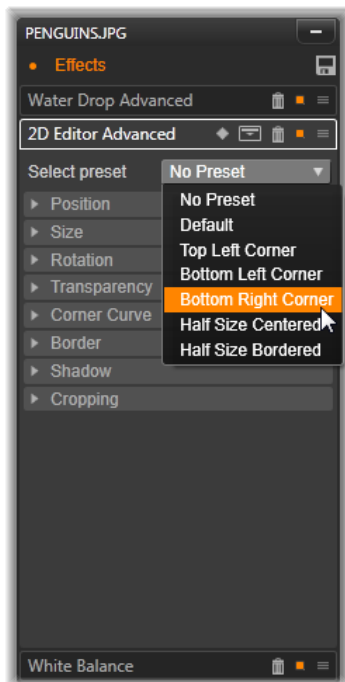 PENGUINS.JPG
Effects
Water Drop Advanced
2D Editor Advanced
Select preset No Preset
Position
Size
Rotation
Transparency
Corner Curve
Border
Shadow
Cropping
No Preset
Default
Top Left Corner
Bottom Left Corner
Bottom Right Corner
Half Size Centered
Half Size Bordered
White Balance